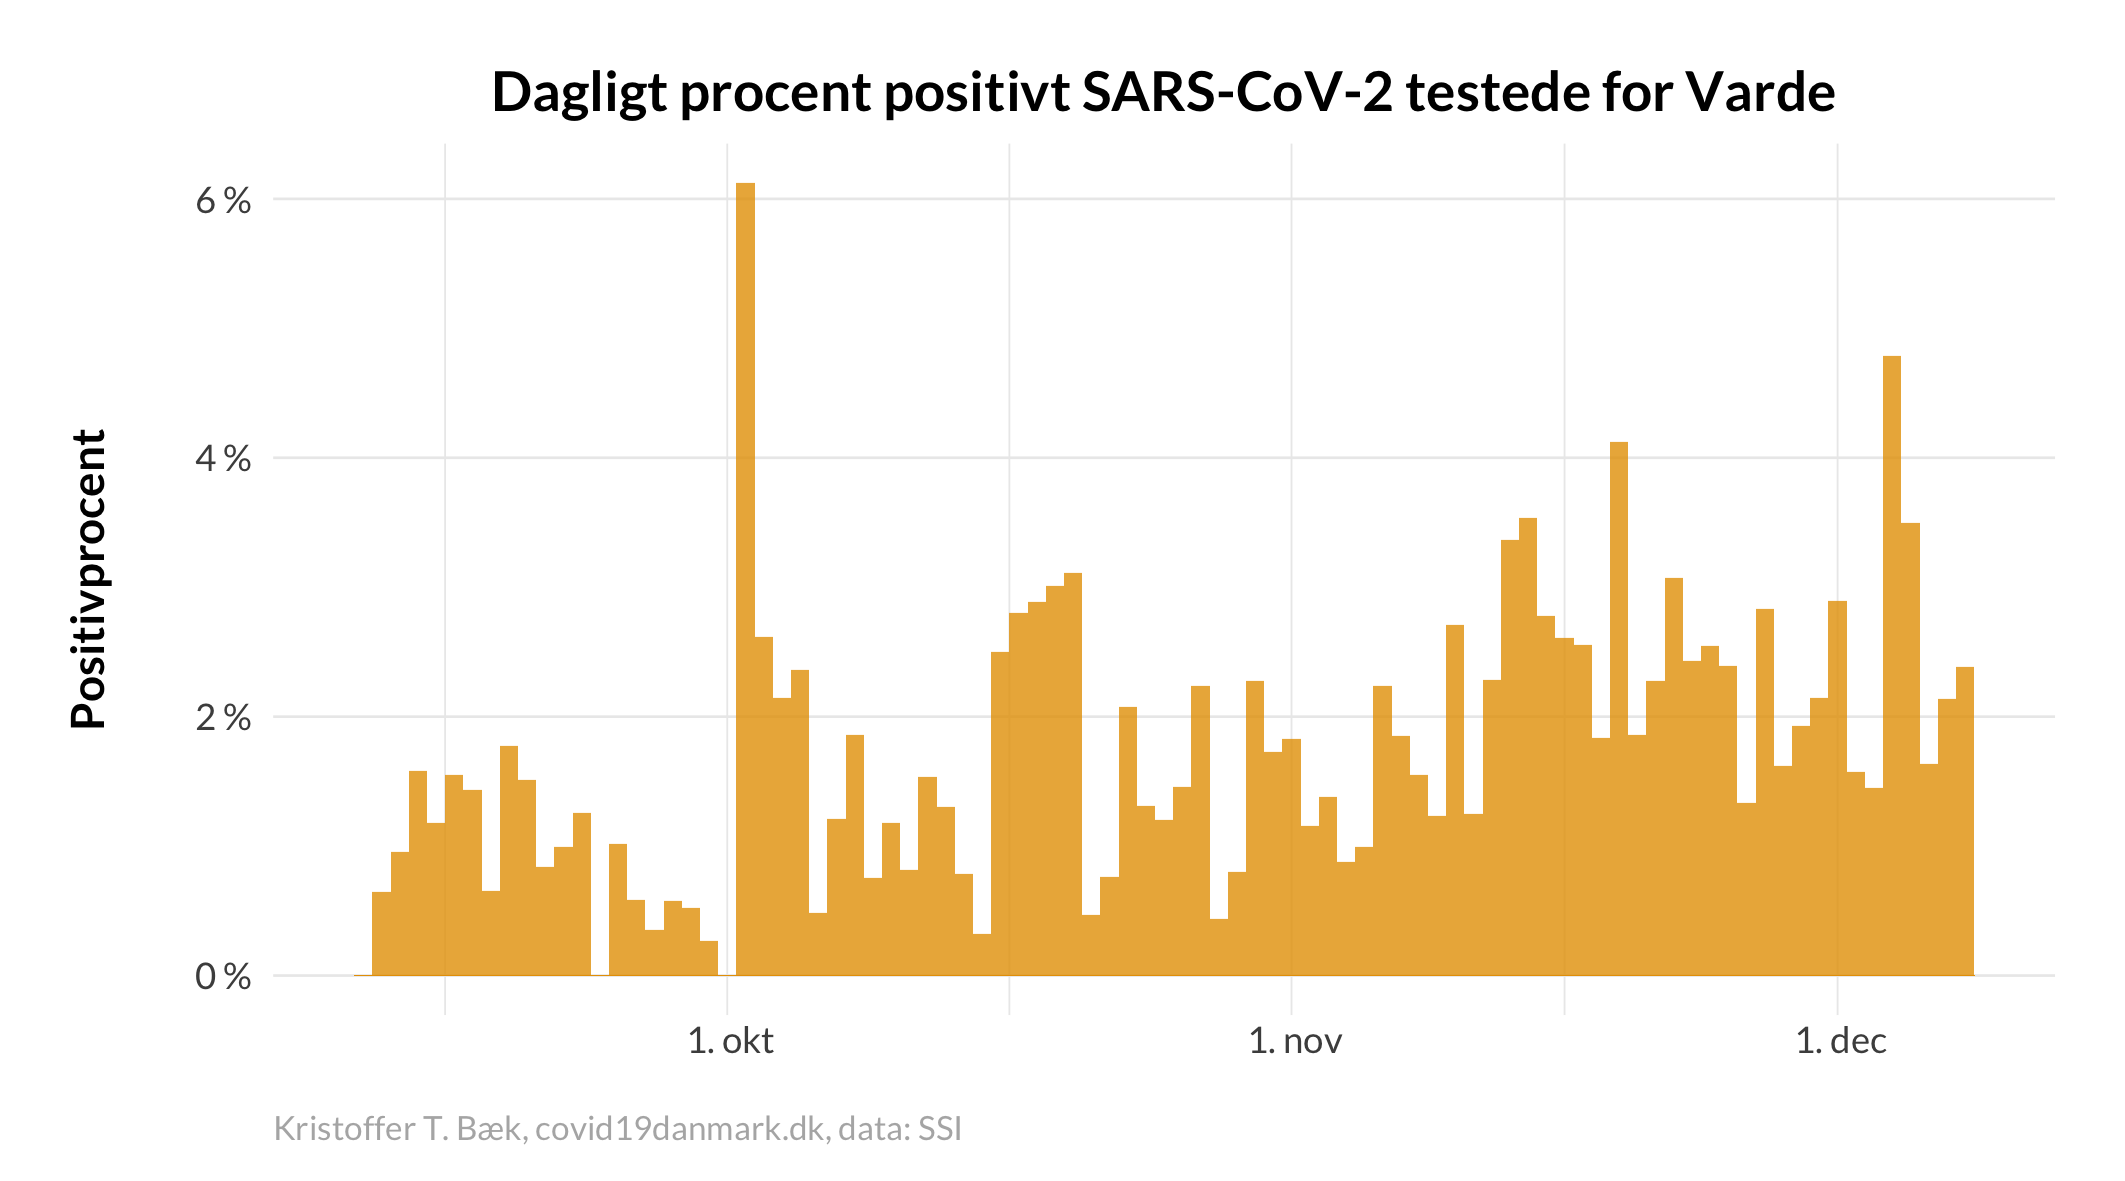 Dagligt procent positivt SARS-CoV-2 testede for Varde
Positivprocent
6 %
4 %
2 %
0 %
1. okt
1. nov
1. dec
Kristoffer T. Bæk, covid19danmark.dk, data: SSI